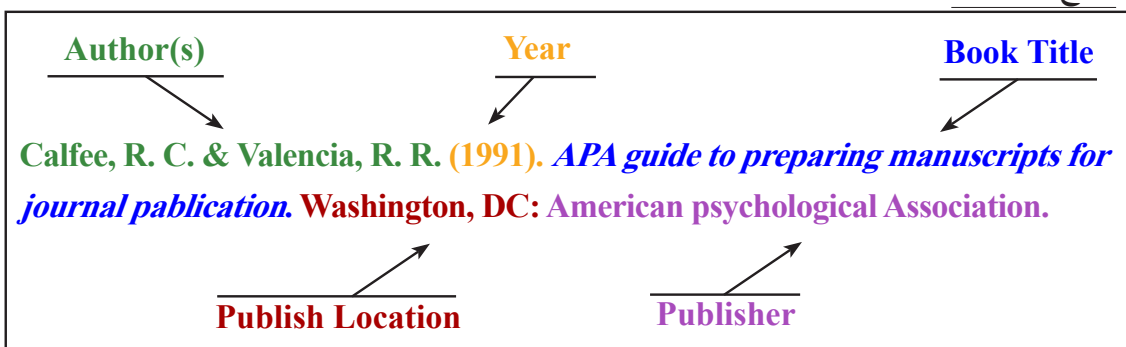 Author(s) Year Book Title
Calfee, R. C. & Valencia, R. R. (1991). APA guide to preparing manuscripts for
journal pablication. Washington, DC: American psychological Association.
Publish Location Publisher